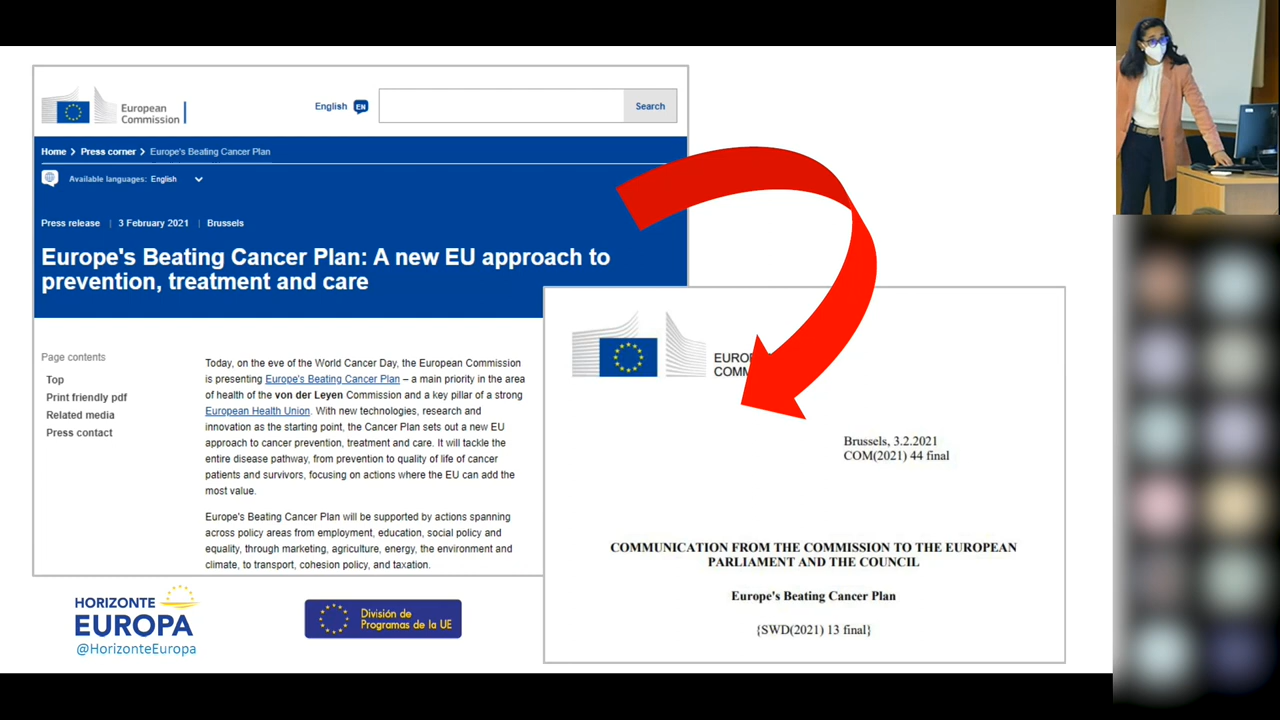 European
Commission
English EN
Search
Home > Press corner > Europe's Beating Cancer Plan
Available languages: English
Press release | 3 February 2021 | Brussels
Europe's Beating Cancer Plan: A new EU approach to
prevention, treatment and care
Page contents
Top
Print friendly pdf
Related media
Press contact
Today, on the eve of the World Cancer Day, the European Commission
is presenting Europe's Beating Cancer Plan – a main priority in the area
of health of the von der Leyen Commission and a key pillar of a strong
European Health Union. With new technologies, research and
innovation as the starting point, the Cancer Plan sets out a new EU
approach to cancer prevention, treatment and care. It will tackle the
entire disease pathway, from prevention to quality of life of cancer
patients and survivors, focusing on actions where the EU can add the
most value.
Europe's Beating Cancer Plan will be supported by actions spanning
across policy areas from employment, education, social policy and
equality, through marketing, agriculture, energy, the environment and
climate, to transport, cohesion policy, and taxation.
HORIZONTE
EUROPA
@HorizonteEuropa
División de
Programas de la UE
Brussels, 3.2.2021
COM(2021) 44 final
COMMUNICATION FROM THE COMMISSION TO THE EUROPEAN
PARLIAMENT AND THE COUNCIL
Europe's Beating Cancer Plan
{SWD(2021) 13 final}